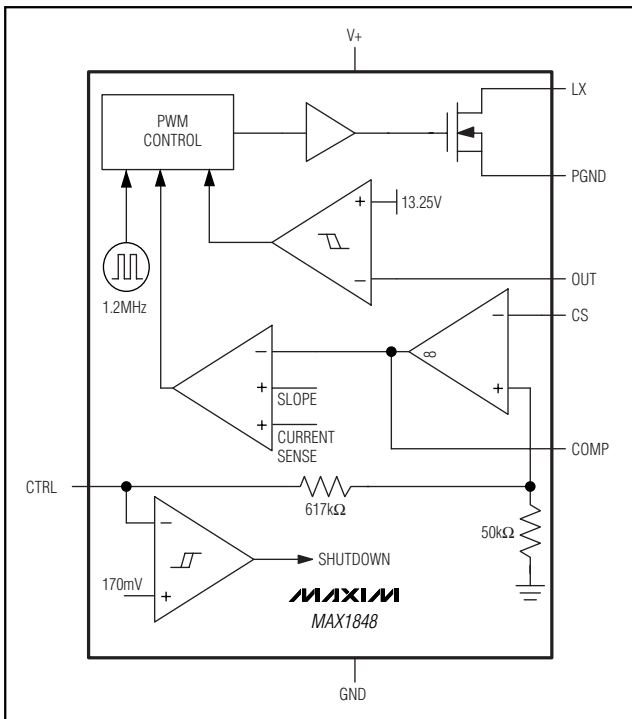 V+
LX
PWM
CONTROL
PGND
+
13.25V
−
OUT
1.2MHz
−
CS
∞
+
−
+
SLOPE
+
CURRENT
SENSE
COMP
CTRL
617kΩ
−
50kΩ
SHUTDOWN
170mV
+
MAXIM
MAX1848
GND